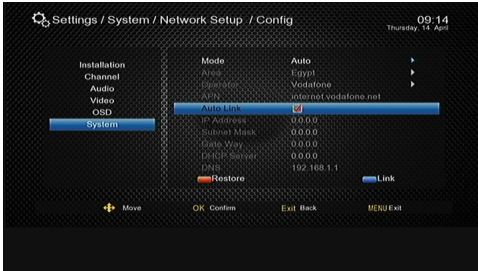 Settings / System / Network Setup / Config
09:14
Thursday, 14 April
Installation
Channel
Audio
Video
OSD
System
Mode Auto
Area Egypt
Operator Vodafone
APN internet.vodafone.net
Auto Link
IP Address 0.0.0.0
Subnet Mask 0.0.0.0
Gate Way 0.0.0.0
DHCP Server 0.0.0.0
DNS 192.168.1.1
Restore Link
Move OK Confirm Exit Back MENU Exit